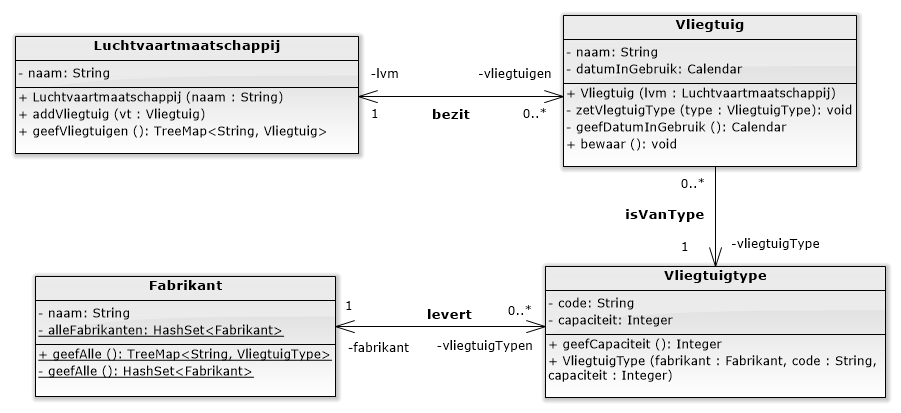 Luchtvaartmaatschappij
- naam: String
+ Luchtvaartmaatschappij (naam : String)
+ addVliegtuig (vt : Vliegtuig)
+ geefVliegtuigen (): TreeMap<String, Vliegtuig>
-lvm
-vliegtuigen
1
bezit
0..*
Vliegtuig
- naam: String
- datumInGebruik: Calendar
+ Vliegtuig (lvm : Luchtvaartmaatschappij)
- zetVlegtuigType (type : VliegtuigType): void
- geefDatumInGebruik (): Calendar
+ bewaar (): void
0..*
isVanType
1
-vliegtuigType
Fabrikant
- naam: String
- alleFabrikanten: HashSet<Fabrikant>
+ geefAlle (): TreeMap<String, VliegtuigType>
- geefAlle (): HashSet<Fabrikant>
1
levert
0..*
-fabrikant
-vliegtuigTypen
Vliegtuigtype
- code: String
- capaciteit: Integer
+ geefCapaciteit (): Integer
+ VliegtuigType (fabrikant : Fabrikant, code : String,
capaciteit : Integer)